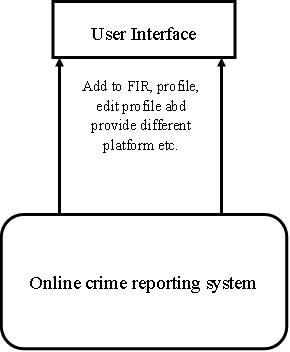 User Interface
Add to FIR, profile,
edit profile abd
provide different
platform etc.
Online crime reporting system